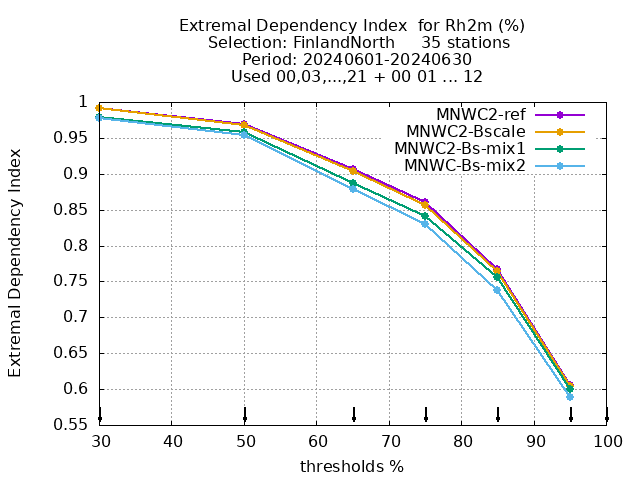 Extremal Dependency Index  for Rh2m (%)
Selection: FinlandNorth     35 stations
Period: 20240601-20240630
Used 00,03,...,21 + 00 01 ... 12
MNWC2-ref
MNWC2-Bscale
MNWC2-Bs-mix1
MNWC-Bs-mix2
Extremal Dependency Index
1
0.95
0.9
0.85
0.8
0.75
0.7
0.65
0.6
0.55
30 40 50 60 70 80 90 100
thresholds %